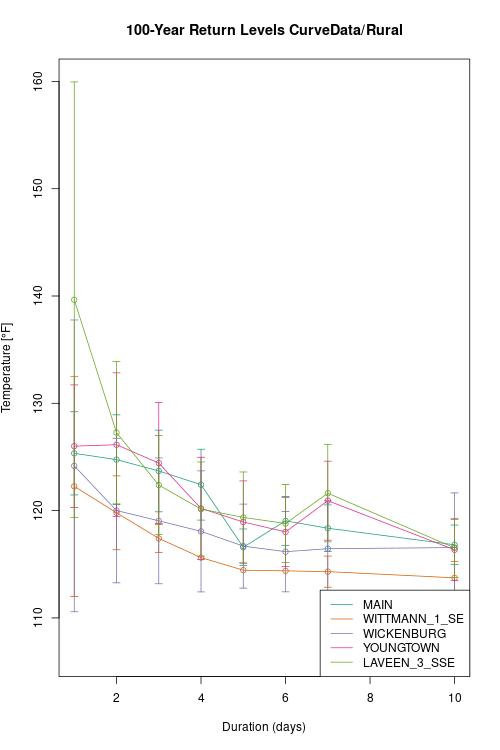 100-Year Return Levels CurveData/Rural
160
150
140
130
120
110
Temperature [°F]
MAIN
WITTMANN_1_SE
WICKENBURG
YOUNGTOWN
LAVEEN_3_SSE
2 4 6 8 10
Duration (days)